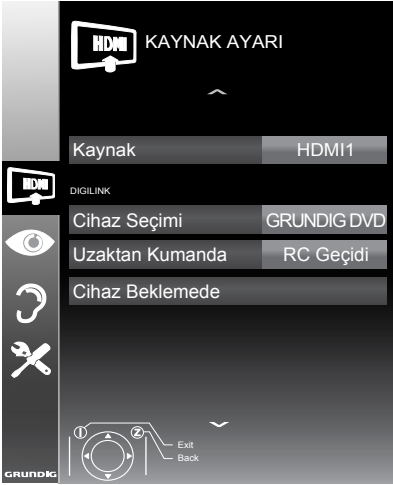 HDMI KAYNAK AYARI
Kaynak HDMI1
HDMI
DIGILINK
Cihaz Seçimi GRUNDIG DVD
Uzaktan Kumanda RC Geçidi
Cihaz Beklemede
Z
Exit
Back
GRUNDIG